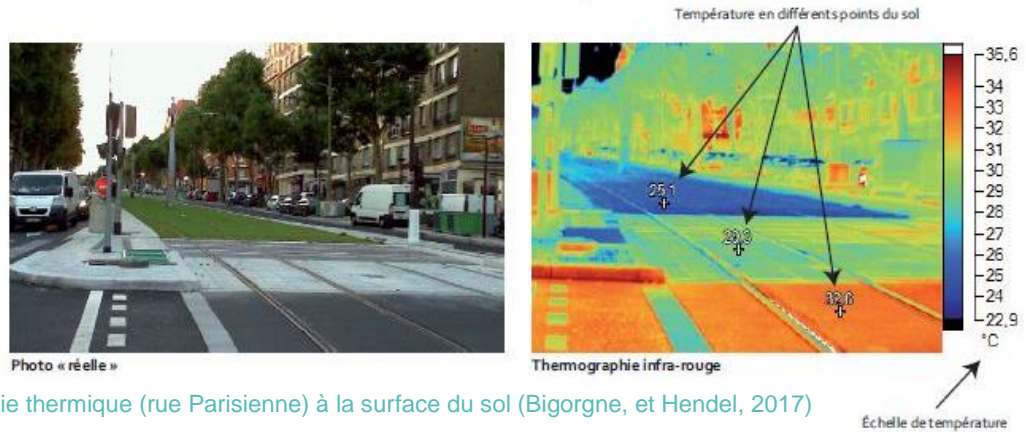 Température en différents points du sol
35,6
34
33
32
31
30
29
28
27
26
25
24
22,9
°C
25,1
Photo « réelle »
Thermographie infra-rouge
ie thermique (rue Parisienne) à la surface du sol (Bigorgne, et Hendel, 2017)
Échelle de température